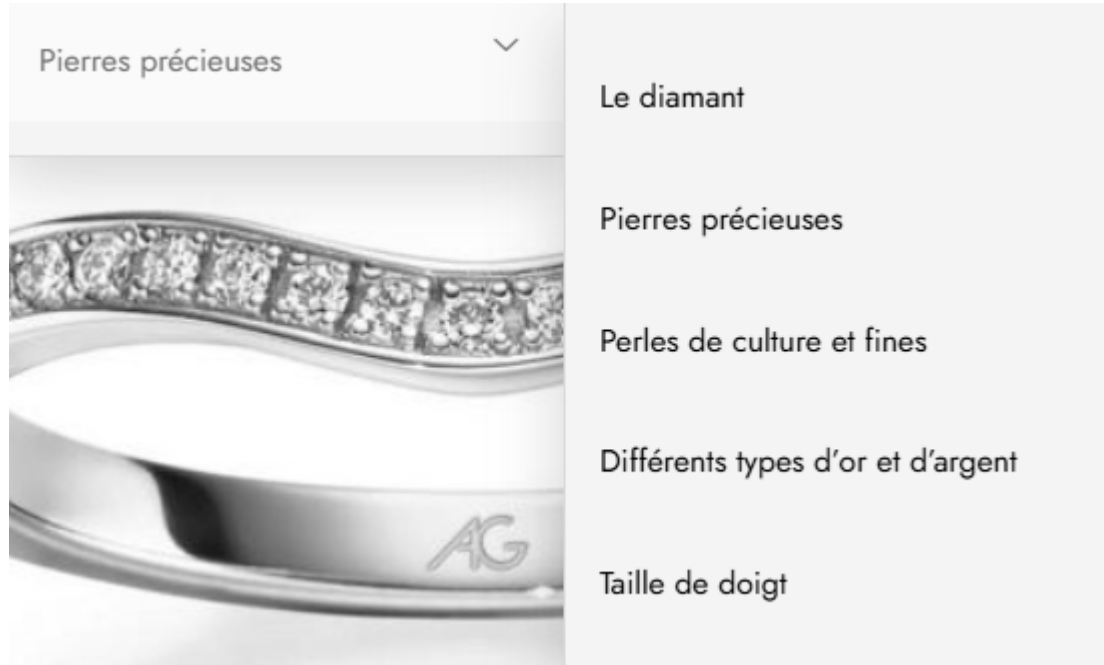 Pierres précieuses
Le diamant
Pierres précieuses
Perles de culture et fines
Différents types d’or et d’argent
Taille de doigt
AG